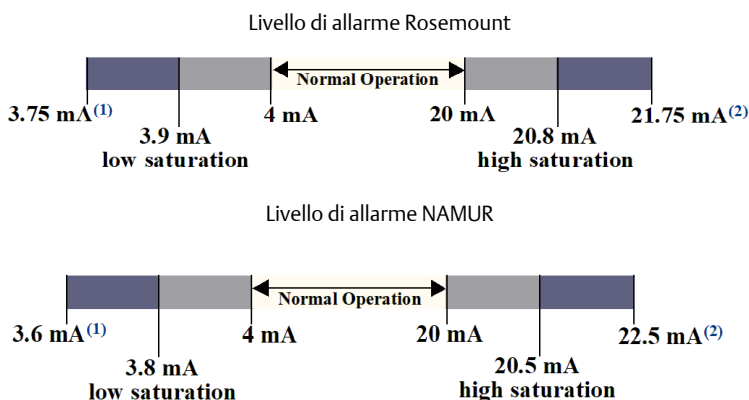 Livello di allarme Rosemount
Normal Operation
3.75 mA(1)
4 mA
20 mA
21.75 mA(2)
3.9 mA
low saturation
20.8 mA
high saturation
Livello di allarme NAMUR
Normal Operation
3.6 mA(1)
4 mA
20 mA
22.5 mA(2)
3.8 mA
low saturation
20.5 mA
high saturation